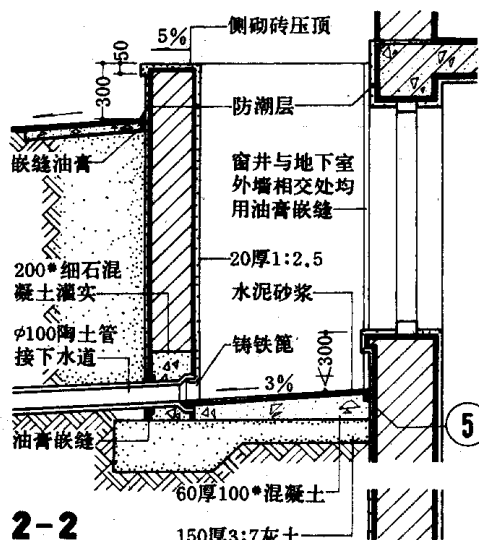 侧砌砖压顶
5%
50
300
防潮层
嵌缝油膏
窗井与地下室
外墙相交处均
用油膏嵌缝
200#细石混
凝土灌实
20厚1:2.5
水泥砂浆
φ100陶土管
接下水道
铸铁篦
300
3%
5
油膏嵌缝
60厚100#混凝土
2-2
150厚3:7灰土